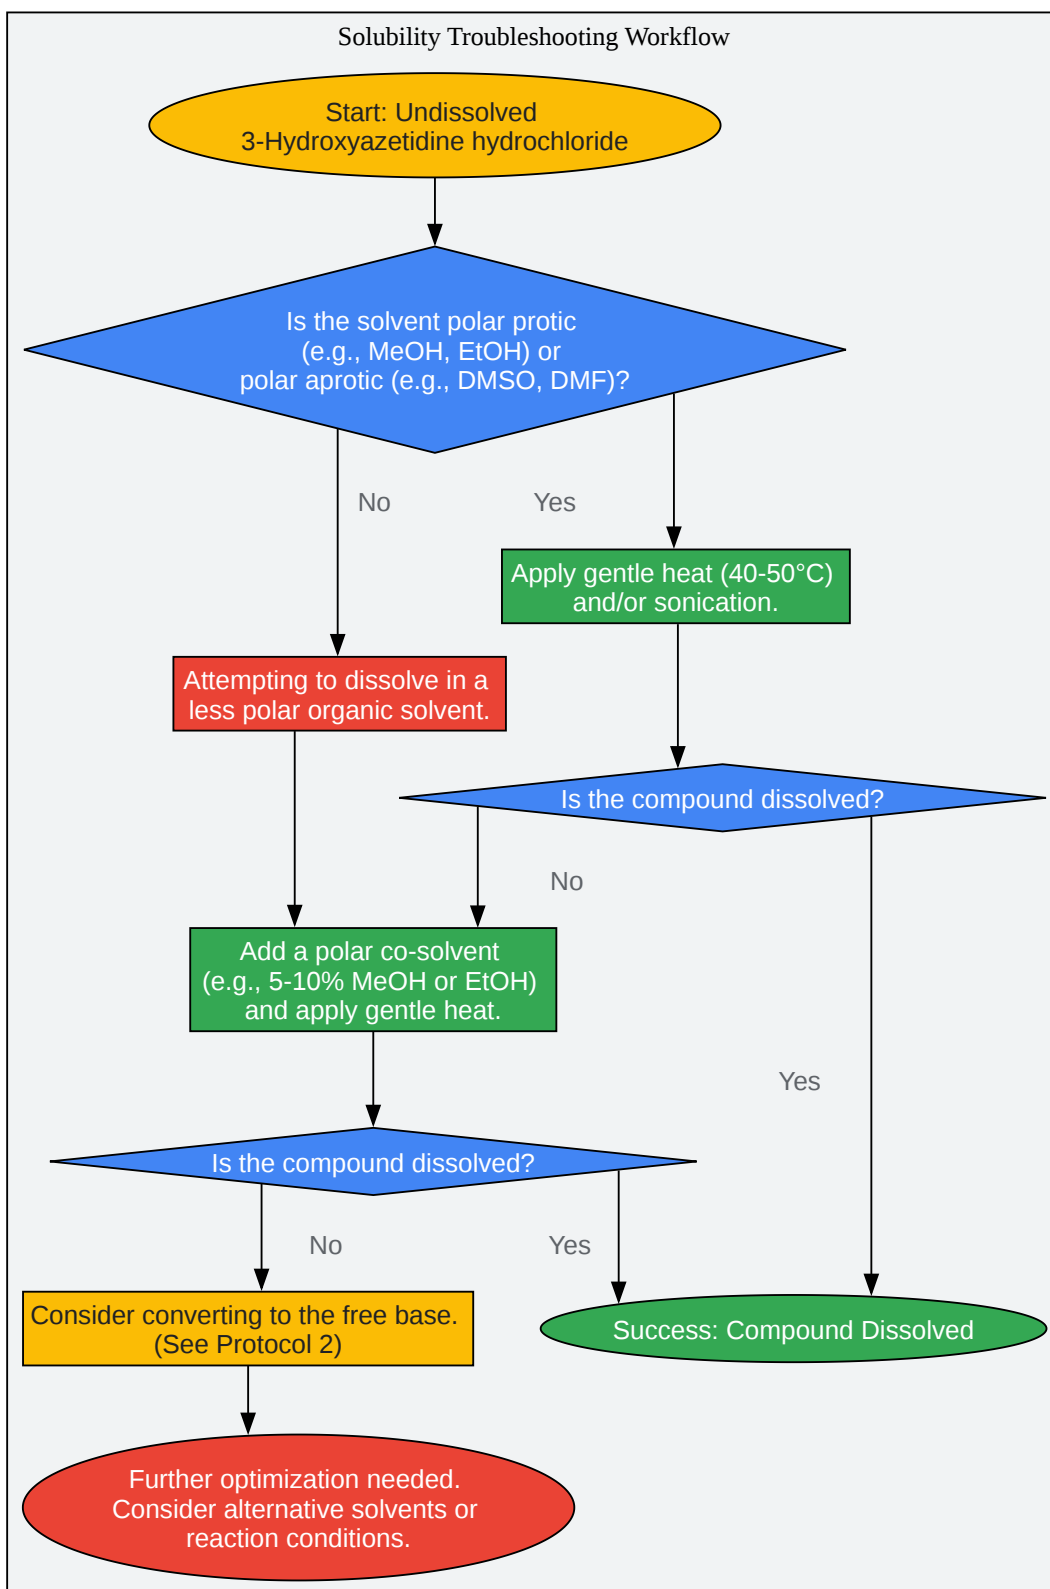 Solubility Troubleshooting Workflow
Start: Undissolved
3-Hydroxyazetidine hydrochloride
Is the solvent polar protic
(e.g., MeOH, EtOH) or
polar aprotic (e.g., DMSO, DMF)?
No
Yes
Apply gentle heat (40-50°C)
and/or sonication.
Attempting to dissolve in a
less polar organic solvent.
Is the compound dissolved?
No
Add a polar co-solvent
(e.g., 5-10% MeOH or EtOH)
and apply gentle heat.
Yes
Is the compound dissolved?
No
Yes
Consider converting to the free base.
(See Protocol 2)
Success: Compound Dissolved
Further optimization needed.
Consider alternative solvents or
reaction conditions.